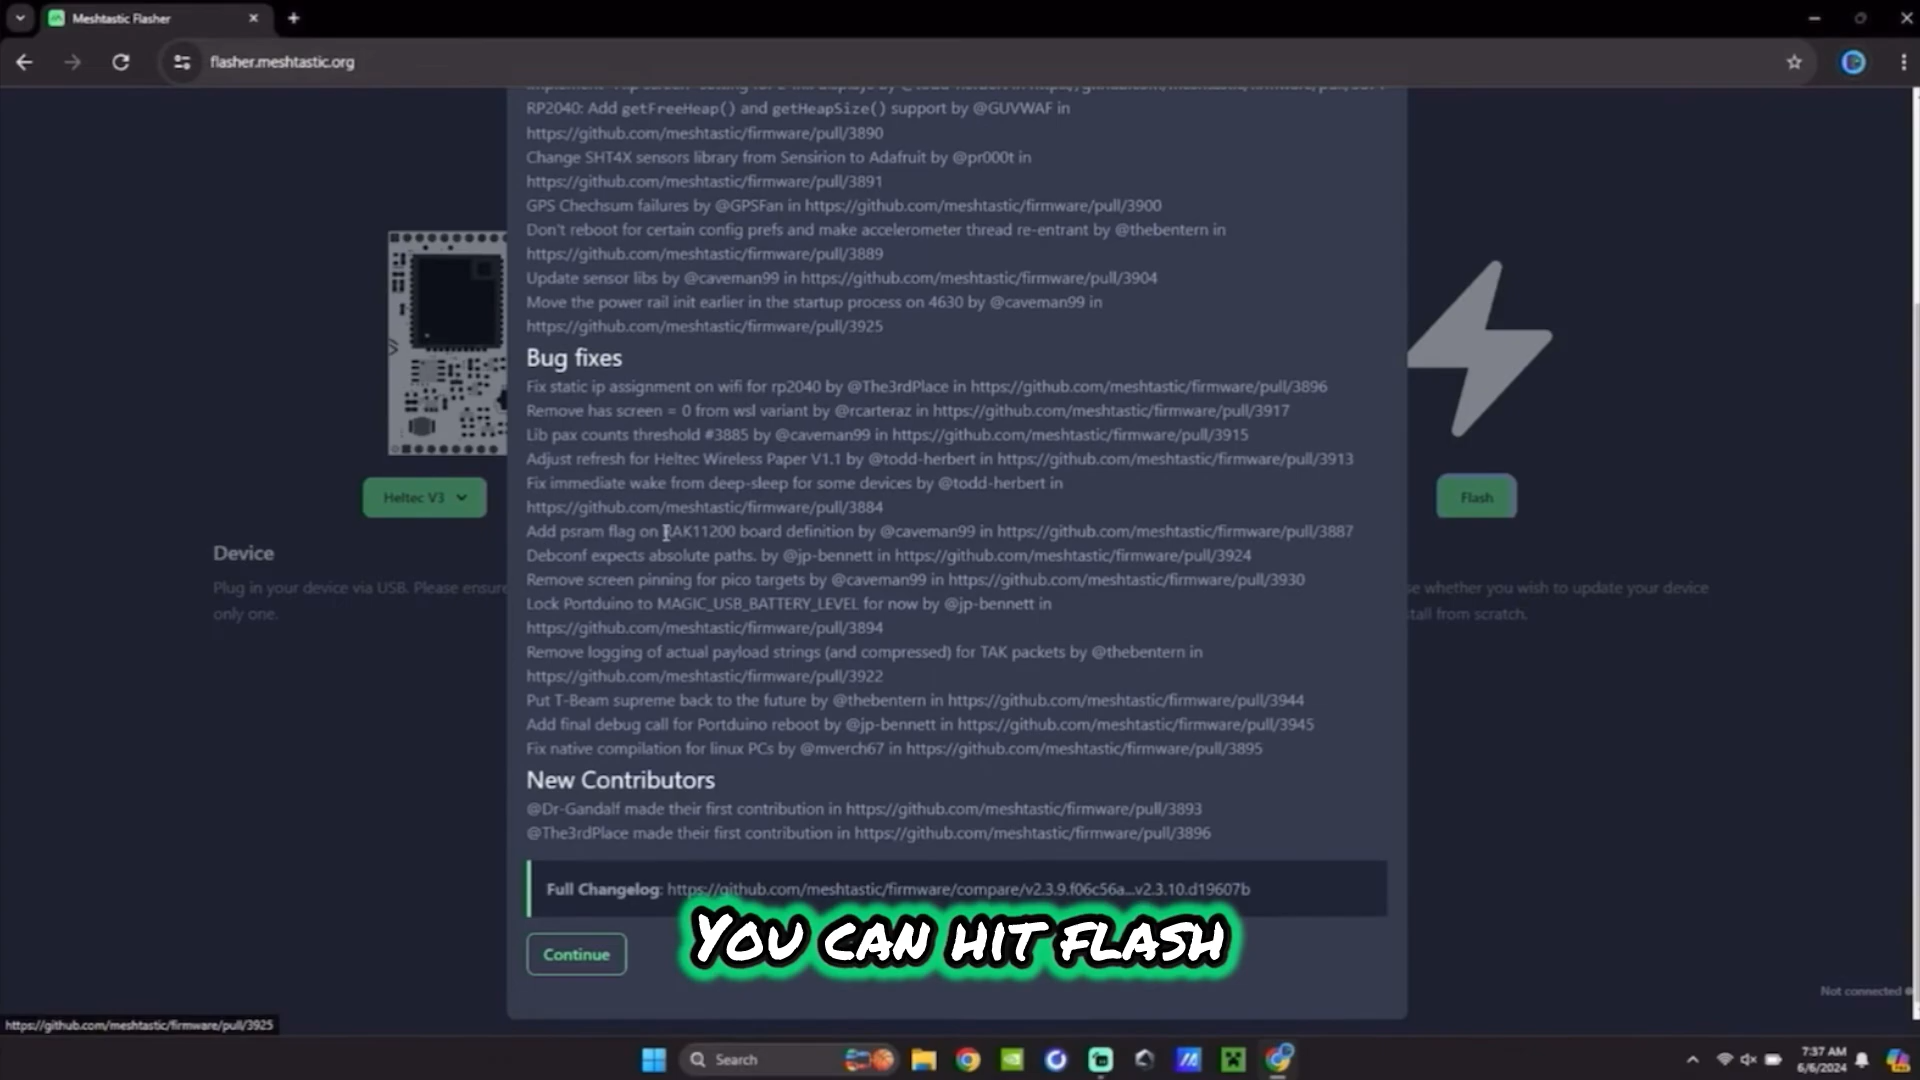 Meshtastic Flasher
flasher.meshtastic.org
RP2040: Add getFreeHeap() and getHeapSize() support by @GUVWAF in
https://github.com/meshtastic/firmware/pull/3890
Change SHT4X sensors library from Sensirion to Adafruit by @pr000t in
https://github.com/meshtastic/firmware/pull/3891
GPS Chechsum failures by @GPSFan in https://github.com/meshtastic/firmware/pull/3900
Don't reboot for certain config prefs and make accelerometer thread re-entrant by @thebentern in
https://github.com/meshtastic/firmware/pull/3889
Update sensor libs by @caveman99 in https://github.com/meshtastic/firmware/pull/3904
Move the power rail init earlier in the startup process on 4630 by @caveman99 in
https://github.com/meshtastic/firmware/pull/3925
Bug fixes
Fix static ip assignment on wifi for rp2040 by @The3rdPlace in https://github.com/meshtastic/firmware/pull/3896
Remove has screen = 0 from wsl variant by @rcarteraz in https://github.com/meshtastic/firmware/pull/3917
Lib pax counts threshold #3885 by @caveman99 in https://github.com/meshtastic/firmware/pull/3915
Adjust refresh for Heltec Wireless Paper V1.1 by @todd-herbert in https://github.com/meshtastic/firmware/pull/3913
Fix immediate wake from deep-sleep for some devices by @todd-herbert in
https://github.com/meshtastic/firmware/pull/3884
Add psram flag on RAK11200 board definition by @caveman99 in https://github.com/meshtastic/firmware/pull/3887
Debconf expects absolute paths. by @jp-bennett in https://github.com/meshtastic/firmware/pull/3924
Remove screen pinning for pico targets by @caveman99 in https://github.com/meshtastic/firmware/pull/3930
Lock Portduino to MAGIC_USB_BATTERY_LEVEL for now by @jp-bennett in
https://github.com/meshtastic/firmware/pull/3894
Remove logging of actual payload strings (and compressed) for TAK packets by @thebentern in
https://github.com/meshtastic/firmware/pull/3922
Put T-Beam supreme back to the future by @thebentern in https://github.com/meshtastic/firmware/pull/3944
Add final debug call for Portduino reboot by @jp-bennett in https://github.com/meshtastic/firmware/pull/3945
Fix native compilation for linux PCs by @mverch67 in https://github.com/meshtastic/firmware/pull/3895
New Contributors
@Dr-Gandalf made their first contribution in https://github.com/meshtastic/firmware/pull/3893
@The3rdPlace made their first contribution in https://github.com/meshtastic/firmware/pull/3896
Full Changelog: https://github.com/meshtastic/firmware/compare/v2.3.9.f06c56a...v2.3.10.d19607b
Continue
Heltec V3
Device
Plug in your device via USB. Please ensure
only one.
Flash
se whether you wish to update your device
stall from scratch.
You can hit flash
Not connected
https://github.com/meshtastic/firmware/pull/3925
Search
7:37 AM
6/6/2024